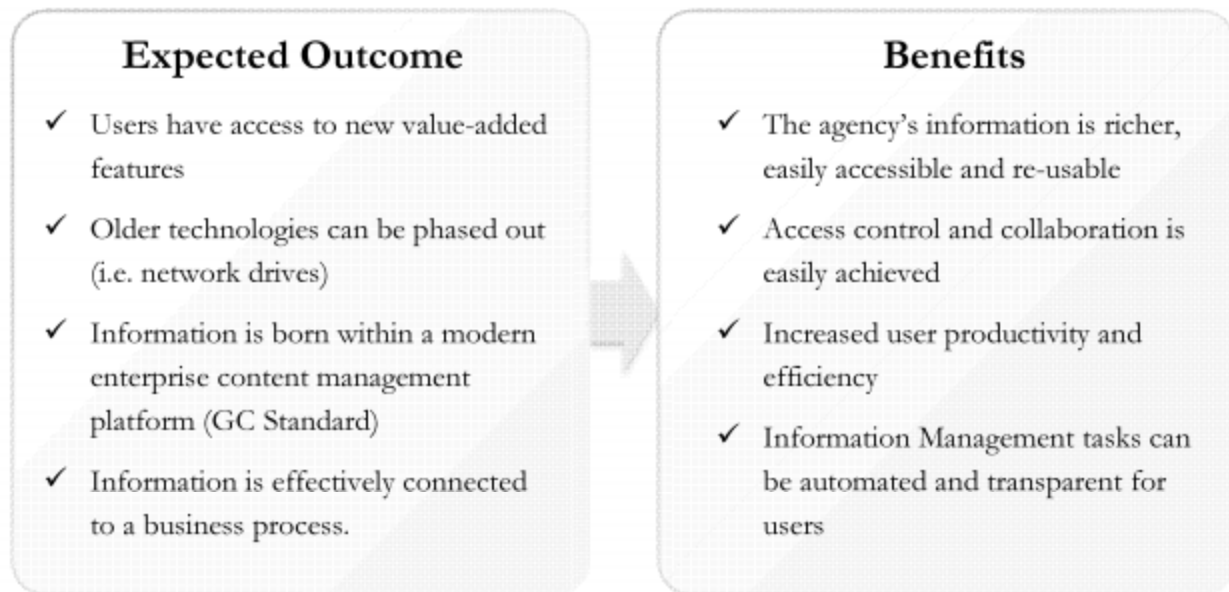 Expected Outcome
✓ Users have access to new value-added
features
✓ Older technologies can be phased out
(i.e. network drives)
✓ Information is born within a modern
enterprise content management
platform (GC Standard)
✓ Information is effectively connected
to a business process.
Benefits
✓ The agency's information is richer,
easily accessible and re-usable
✓ Access control and collaboration is
easily achieved
✓ Increased user productivity and
efficiency
✓ Information Management tasks can
be automated and transparent for
users